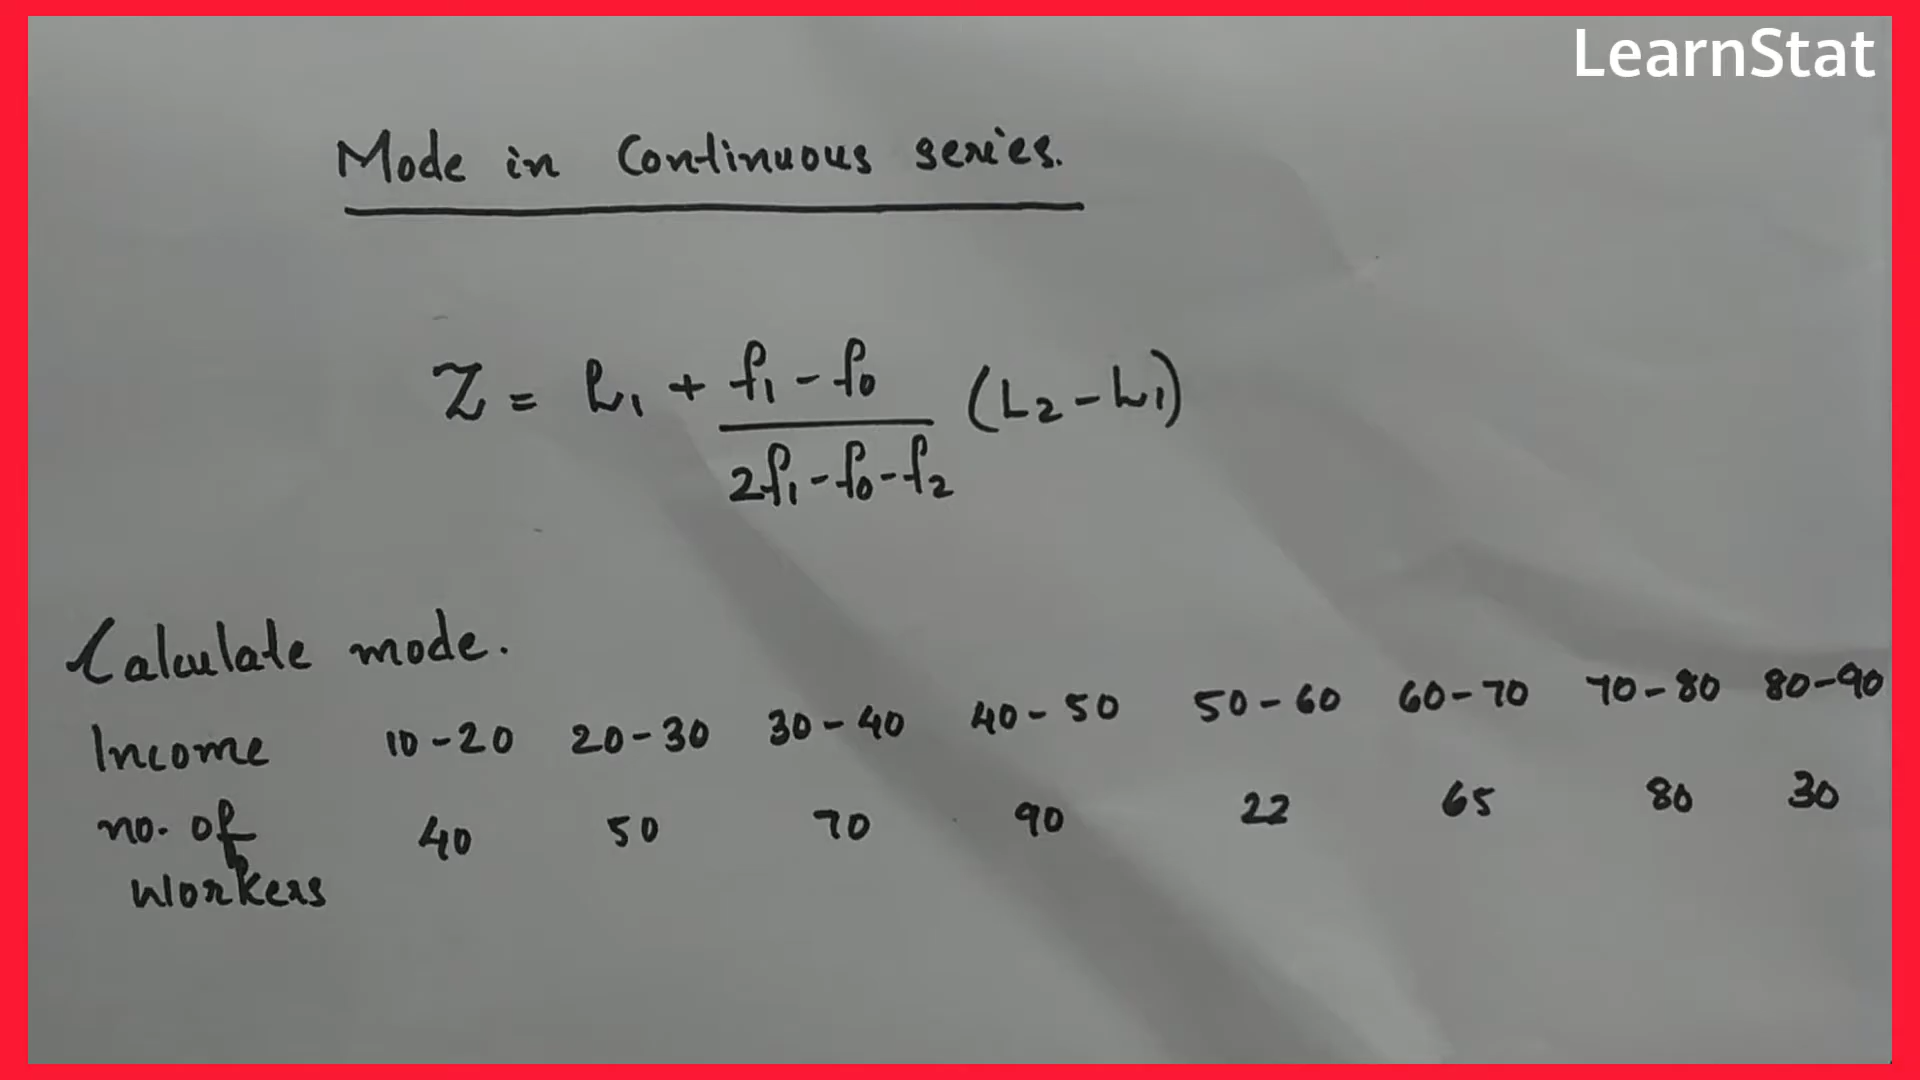 LearnStat
Mode in Continuous series.
Z = L₁ + f₁ - f₀ / 2f₁ - f₀ - f₂ (L₂ - L₁)
Calculate mode.
Income 10-20 20-30 30-40 40-50 50-60 60-70 70-80 80-90
no. of workers 40 50 70 90 22 65 80 30